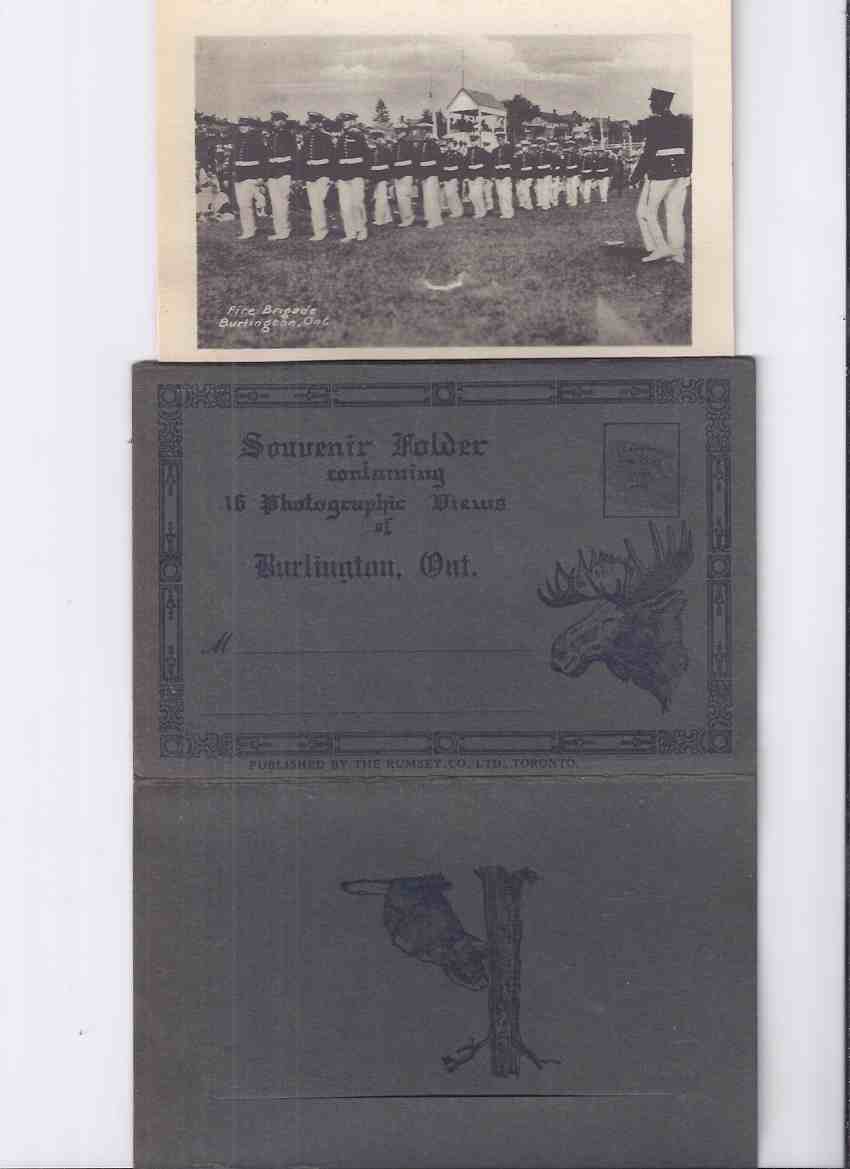 Fire Brigade
Burlington, Ont.
Souvenir Folder
containing
16 Photographic Views
of
Burlington, Ont.
M
PUBLISHED BY THE RUMSEY CO. LTD., TORONTO.